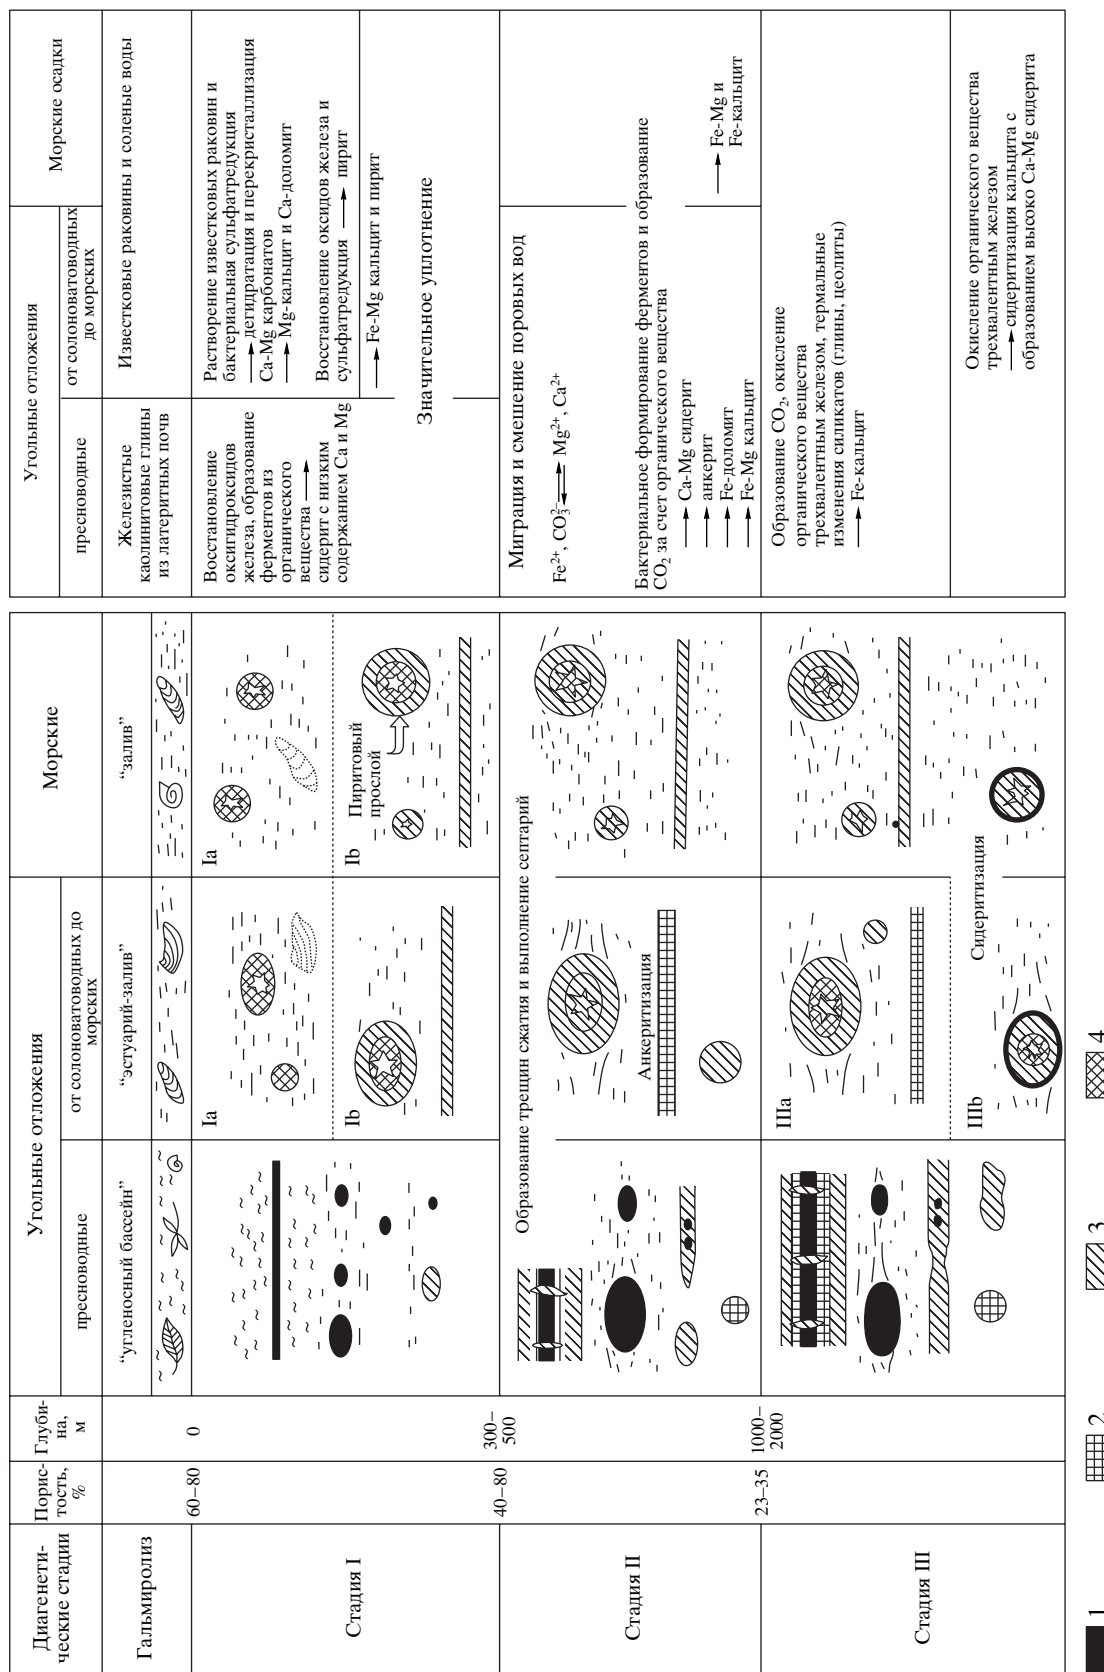 Диагенети-
ческие стадии
Порис-
тость,
%
Глуби-
на,
м
Угольные отложения
пресноводные
от солоноватоводных до
морских
Морские
Угольные отложения
пресноводные
от солоноватоводных
до морских
Морские осадки
Гальмиролиз
“угленосный бассейн”
“эстуарий-залив”
“залив”
Железистые
каолинитовые глины
из латеритных почв
Известковые раковины и соленые воды
60–80
0
Стадия I
Ia
Ia
Ib
Ib
Пиритовый
прослой
Восстановление
оксигидроксидов
железа, образование
ферментов из
органического
вещества ⟶
сидерит с низким
содержанием Ca и Mg
Растворение известковых раковин и
бактериальная сульфатредукция
⟶ дегидратация и перекристаллизация
Ca-Mg карбонатов
⟶ Mg-кальцит и Ca-доломит
Восстановление оксидов железа и
сульфатредукция ⟶ пирит
⟶ Fe-Mg кальцит и пирит
Значительное уплотнение
40–80
300–
500
Стадия II
Образование трещин сжатия и выполнение септарий
Анкеритизация
Миграция и смешение поровых вод
Fe²⁺, CO₃²⁻ ⇄ Mg²⁺, Ca²⁺
Бактериальное формирование ферментов и образование
CO₂ за счет органического вещества
⟶ Ca-Mg сидерит
⟶ анкерит
⟶ Fe-доломит
⟶ Fe-Mg кальцит
⟶ Fe-Mg и
Fe-кальцит
23–35
1000–
2000
Стадия III
IIIa
IIIb
Сидеритизация
Образование CO₂, окисление
органического вещества
трехвалентным железом, термальные
изменения силикатов (глины, цеолиты)
⟶ Fe-кальцит
Окисление органического вещества
трехвалентным железом
⟶ сидеритизация кальцита с
образованием высоко Ca-Mg сидерита
1
2
3
4